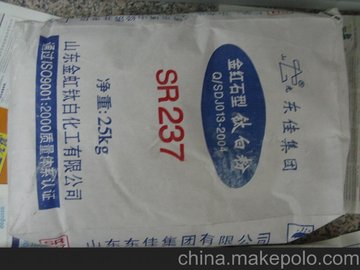 东佳集团
金红石型 钛白粉
Q/SDJ013-2004
SR237
净重:25kg
山东金虹钛白化工有限公司
通过ISO9001:2000质量体系认证
山东东佳集团有限公司
china.makepolo.com